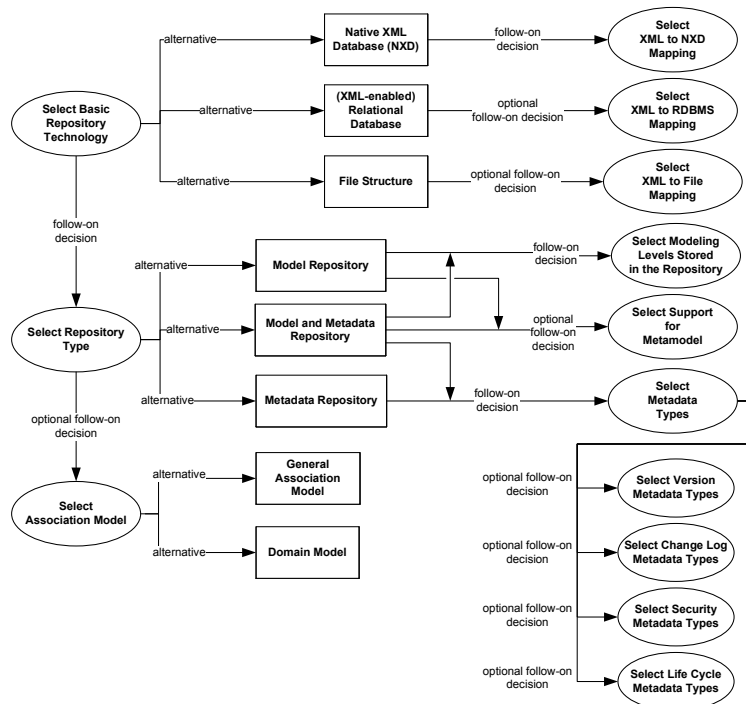 alternative
Native XML
Database (NXD)
follow-on
decision
Select
XML to NXD
Mapping
Select Basic
Repository
Technology
alternative
(XML-enabled)
Relational
Database
optional
follow-on decision
Select
XML to RDBMS
Mapping
alternative
File Structure
optional follow-on
decision
Select
XML to File
Mapping
follow-on
decision
alternative
Model Repository
follow-on
decision
Select Modeling
Levels Stored
in the Repository
Select Repository
Type
alternative
Model and Metadata
Repository
optional
follow-on
decision
Select Support
for
Metamodel
alternative
Metadata Repository
follow-on
decision
Select
Metadata
Types
optional follow-on
decision
alternative
General
Association
Model
Select
Association Model
alternative
Domain Model
optional follow-on
decision
Select Version
Metadata Types
optional follow-on
decision
Select Change Log
Metadata Types
optional follow-on
decision
Select Security
Metadata Types
optional follow-on
decision
Select Life Cycle
Metadata Types